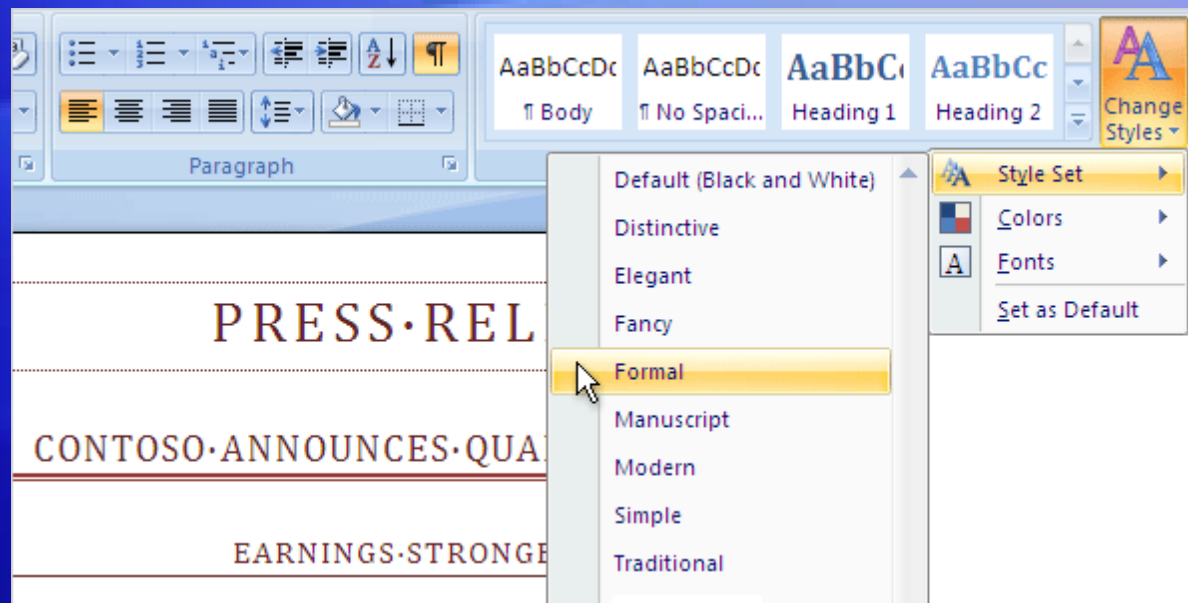 AaBbCcDc AaBbCcDc AaBbCc AaBbCc
¶ Body ¶ No Spaci... Heading 1 Heading 2
Change
Styles
Paragraph
Style Set
Colors
Fonts
Set as Default
Default (Black and White)
Distinctive
Elegant
Fancy
Formal
Manuscript
Modern
Simple
Traditional
PRESS·REL
CONTOSO·ANNOUNCES·QUA
EARNINGS·STRONGE